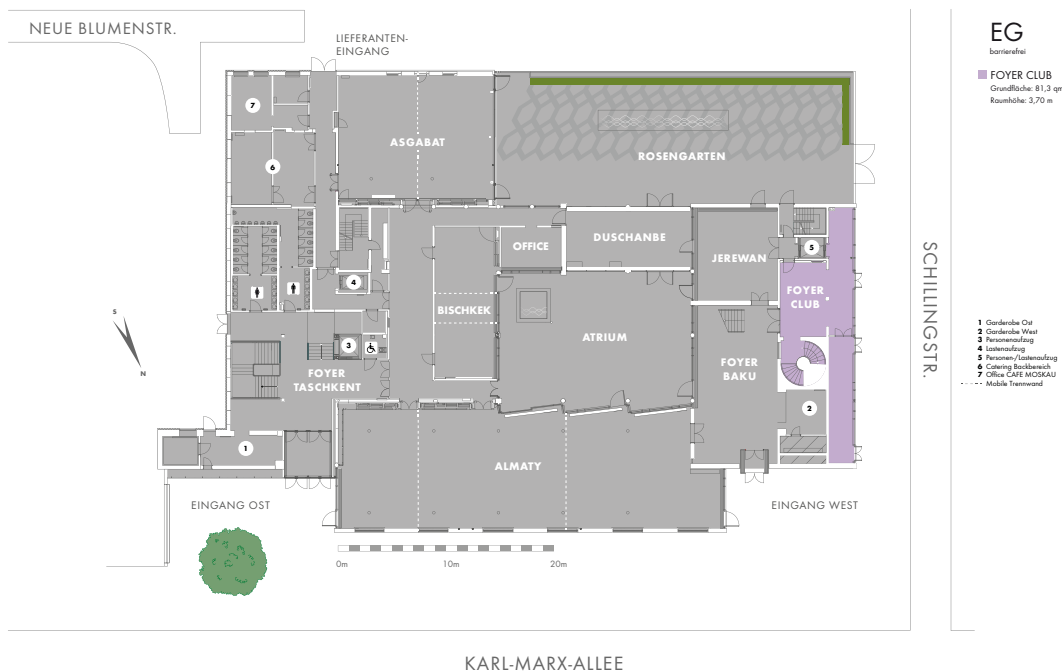 NEUE BLUMENSTR.
LIEFERANTEN-
EINGANG
EG
barrierefrei
FOYER CLUB
Grundfläche: 81,3 qm
Raumhöhe: 3,70 m
7
6
ASGABAT
ROSENGARTEN
OFFICE
DUSCHANBE
JEREWAN
5
4
BISCHKEK
ATRIUM
FOYER
CLUB
SCHILLINGSTR.
S
N
3
FOYER
TASCHKENT
FOYER
BAKU
2
1
ALMATY
EINGANG OST
EINGANG WEST
1 Garderobe Ost
2 Garderobe West
3 Personenaufzug
4 Lastenaufzug
5 Personen-/Lastenaufzug
6 Catering Backbereich
7 Office CAFE MOSKAU
Mobile Trennwand
0m
10m
20m
KARL-MARX-ALLEE